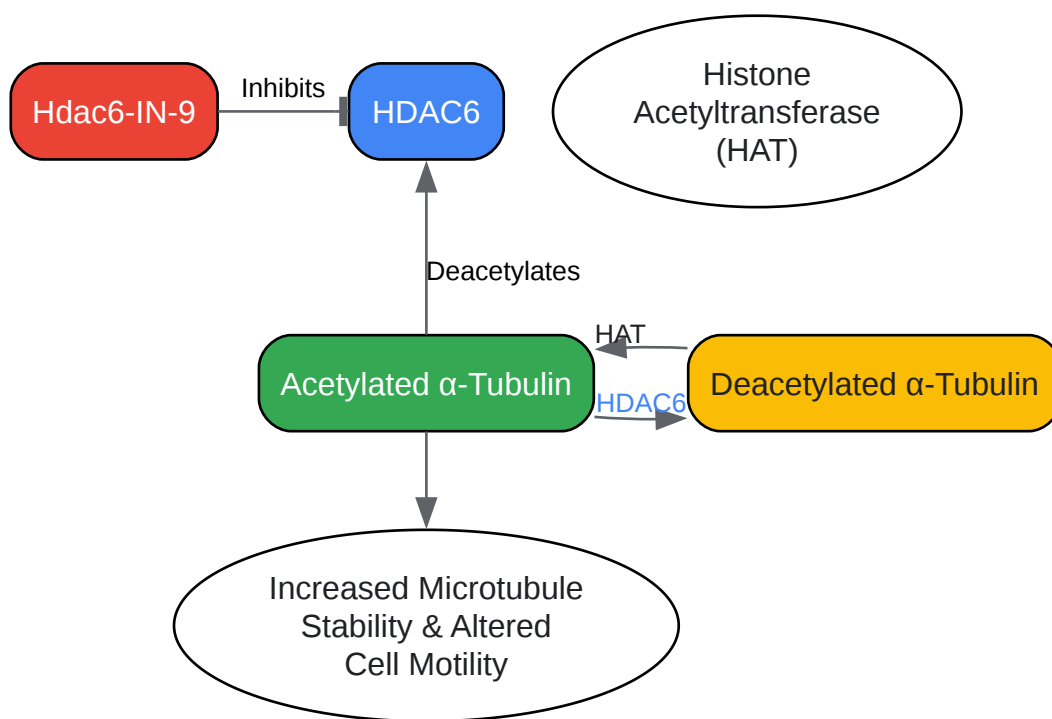 Hdac6-IN-9
Inhibits
HDAC6
Histone
Acetyltransferase
(HAT)
Deacetylates
Acetylated α-Tubulin
HAT
HDAC6
Deacetylated α-Tubulin
Increased Microtubule
Stability & Altered
Cell Motility